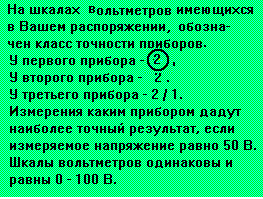 На шкалах вольтметров имеющихся
в Вашем распоряжении, обозна-
чен класс точности приборов.
У первого прибора - 2 .
У второго прибора - 2 .
У третьего прибора - 2 / 1.
Измерения каким прибором дадут
наиболее точный результат, если
измеряемое напряжение равно 50 В.
Шкалы вольтметров одинаковы и
равны 0 - 100 В.